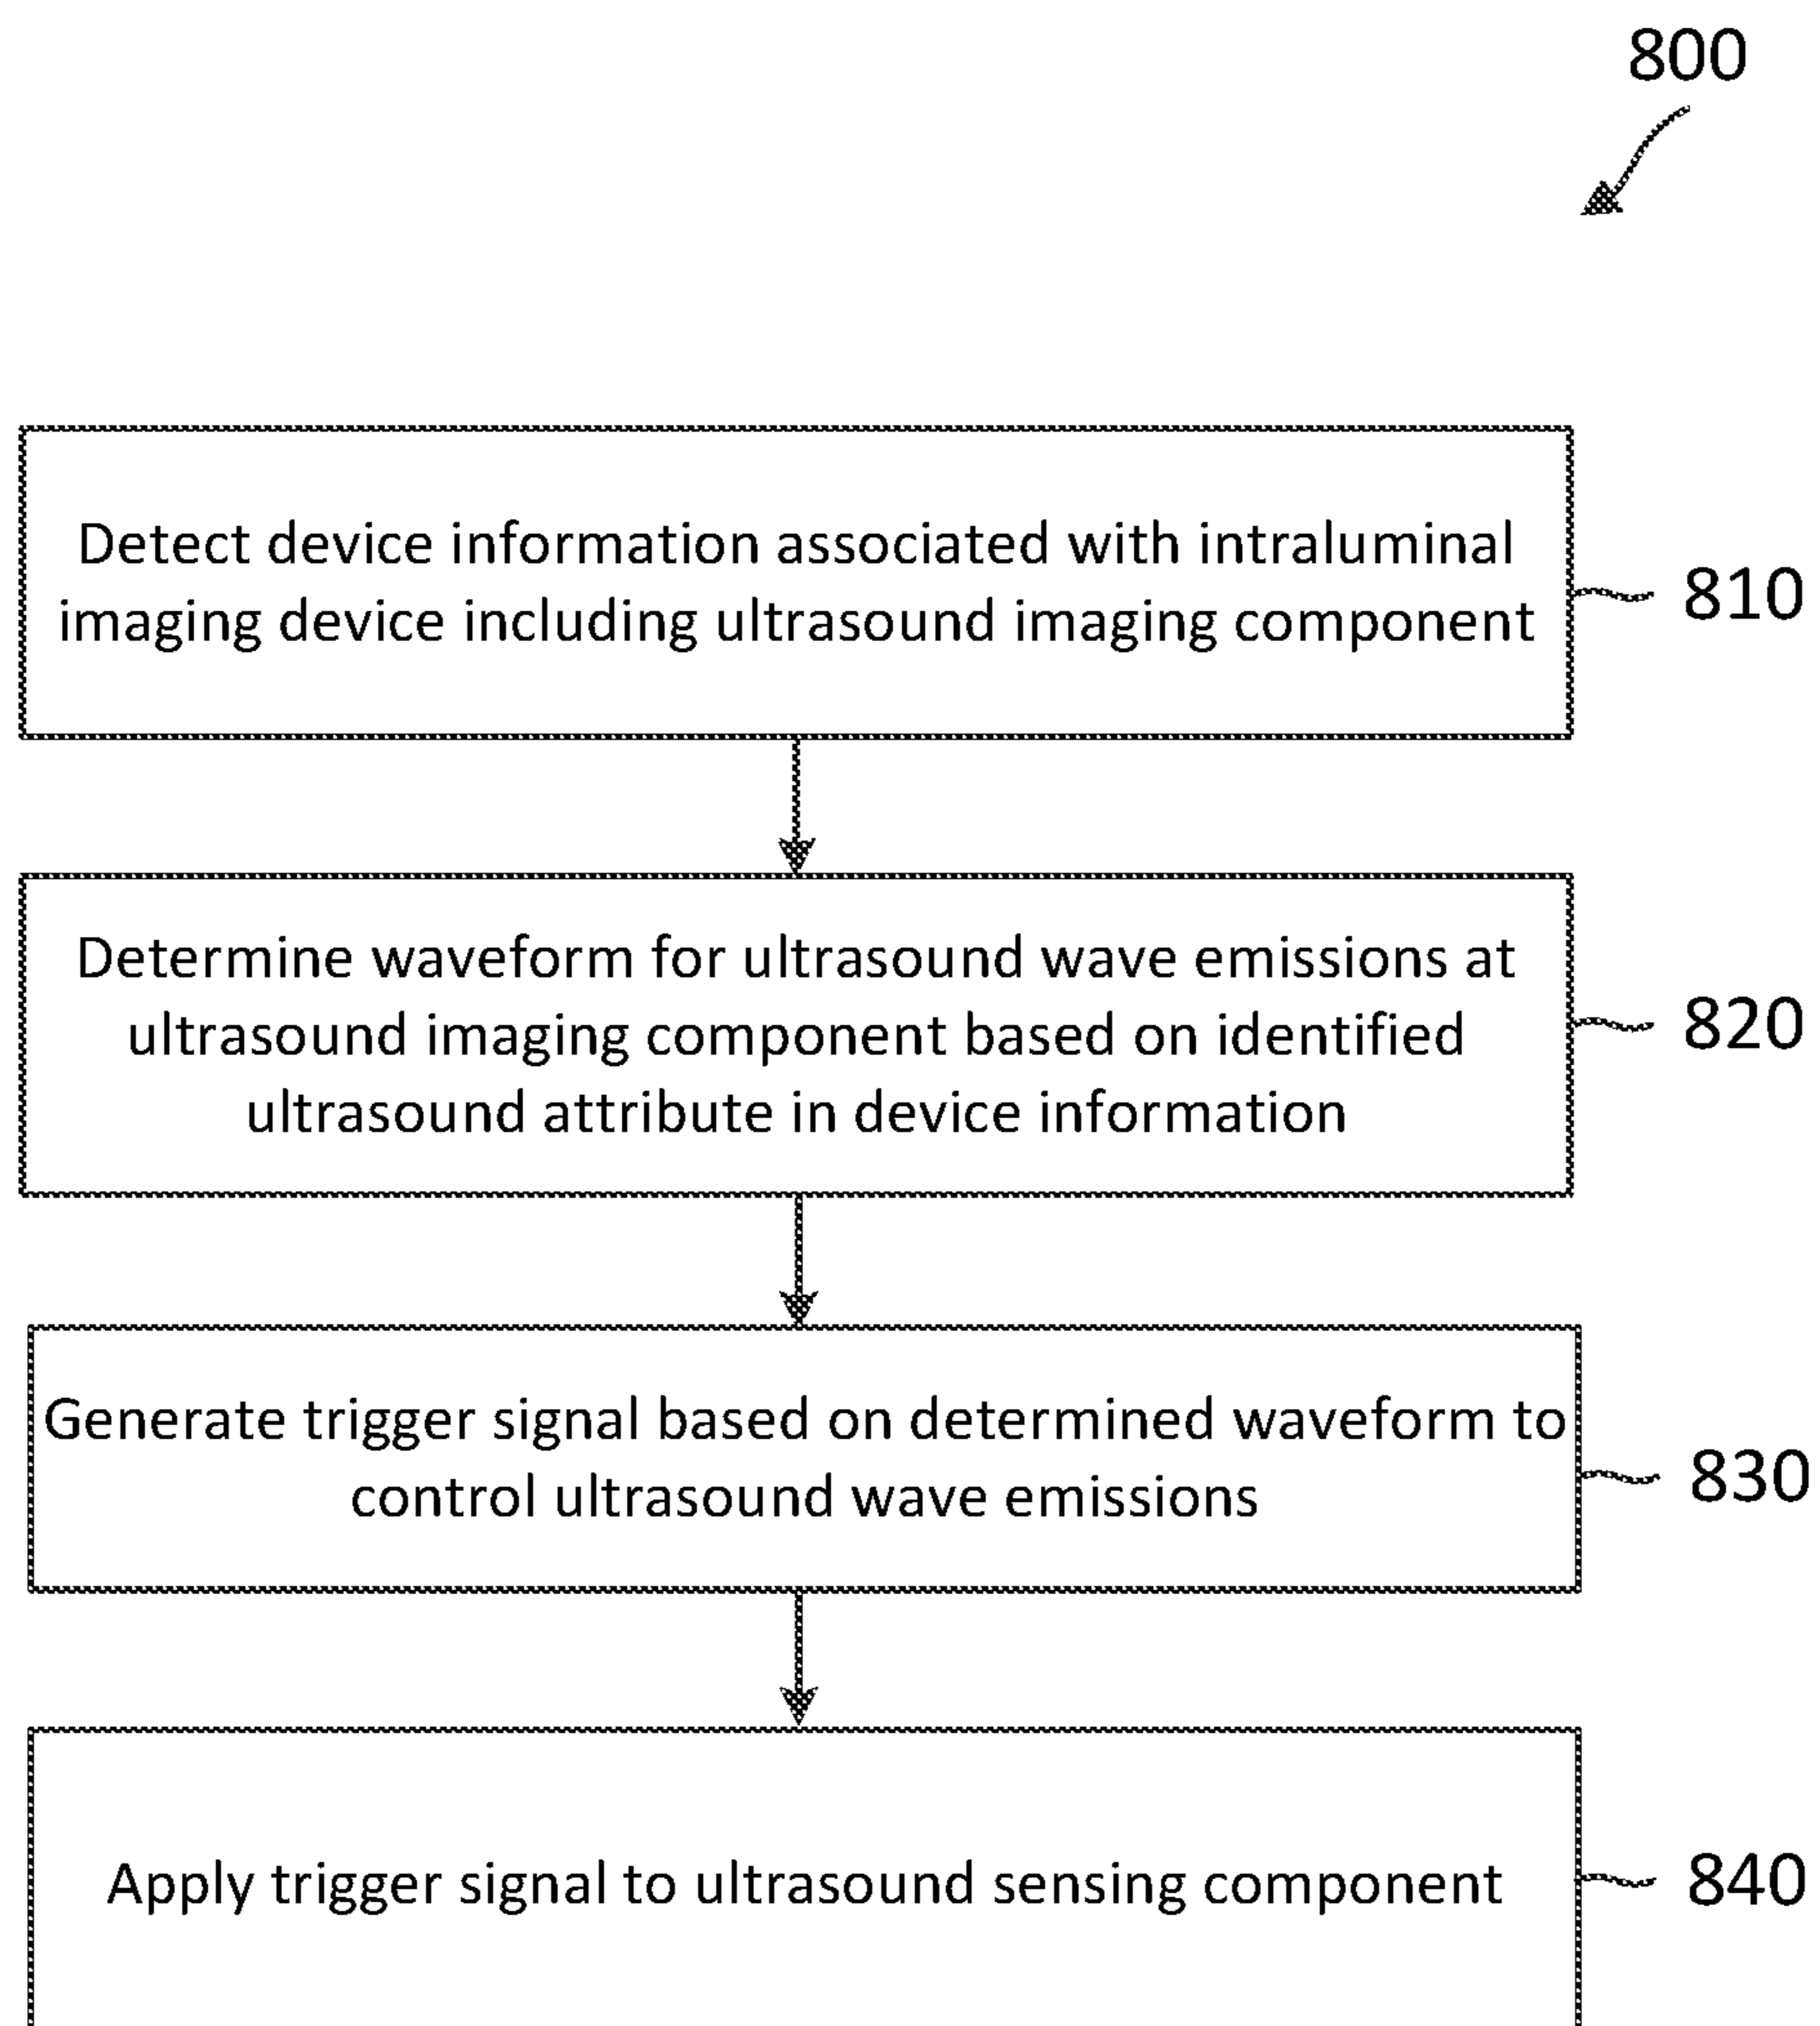 800
Detect device information associated with intraluminal
imaging device including ultrasound imaging component
810
Determine waveform for ultrasound wave emissions at
ultrasound imaging component based on identified
ultrasound attribute in device information
820
Generate trigger signal based on determined waveform to
control ultrasound wave emissions
830
Apply trigger signal to ultrasound sensing component
840